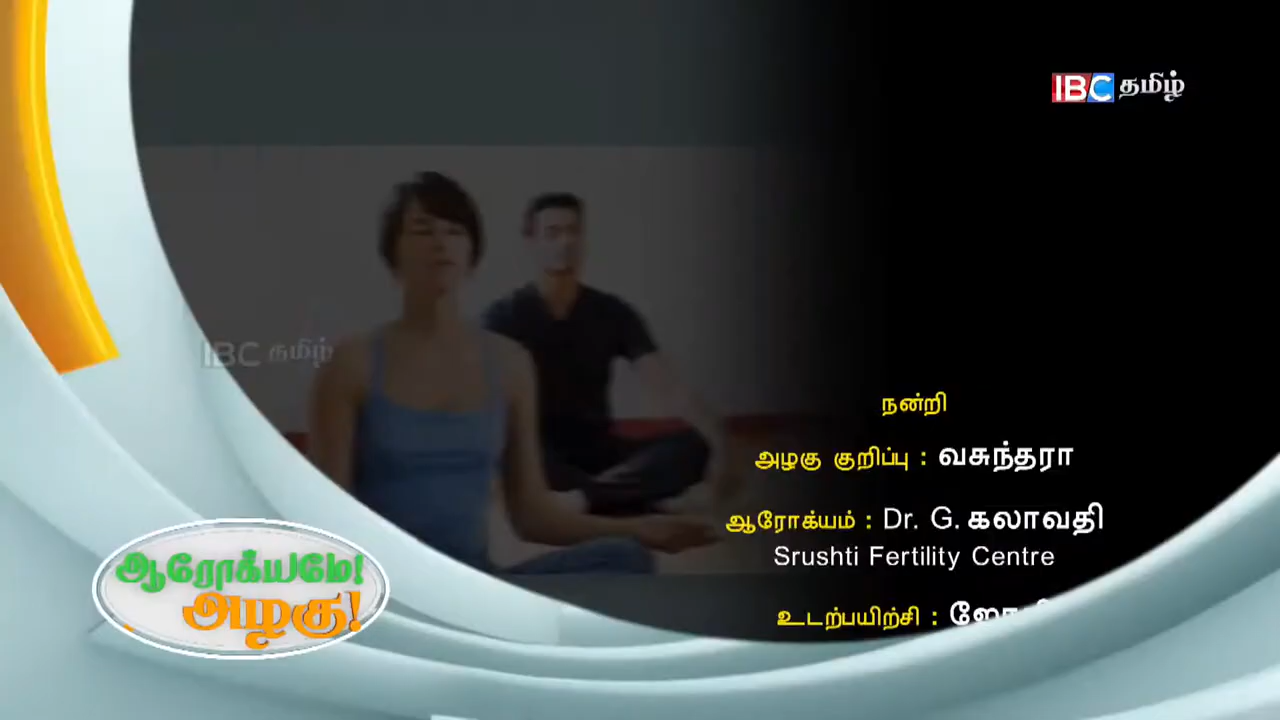 IBC தமிழ்
IBC தமிழ்
நன்றி
அழகு குறிப்பு : வசுந்தரா
ஆரோக்யம் : Dr. G. கலாவதி
Srushti Fertility Centre
உடற்பயிற்சி :
ஆரோக்யமே!
அழகு!